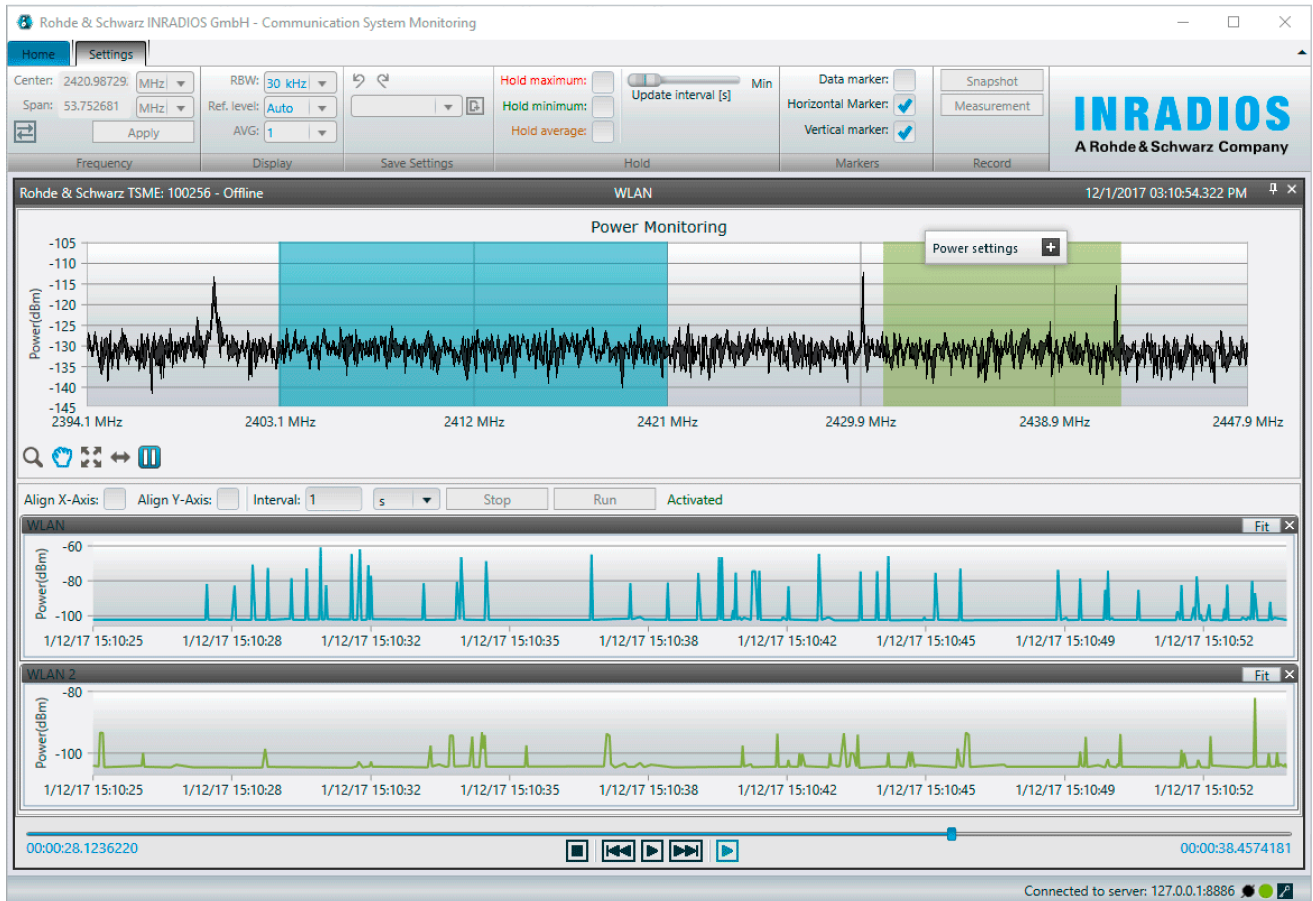 Rohde & Schwarz INRADIOS GmbH - Communication System Monitoring
Home Settings
Center: 2420.98729 MHz RBW: 30 kHz Hold maximum: Min Data marker: Snapshot
Span: 53.752681 MHz Ref. level: Auto Hold minimum: Update interval [s] Horizontal Marker: Measurement
Apply AVG: 1 Hold average: Vertical marker:
Frequency Display Save Settings Hold Markers Record
INRADIOS
A Rohde & Schwarz Company
Rohde & Schwarz TSME: 100256 - Offline WLAN 12/1/2017 03:10:54.322 PM
Power Monitoring
Power settings +
Power(dBm)
-105
-110
-115
-120
-125
-130
-135
-140
-145
2394.1 MHz 2403.1 MHz 2412 MHz 2421 MHz 2429.9 MHz 2438.9 MHz 2447.9 MHz
Align X-Axis: Align Y-Axis: Interval: 1 s Stop Run Activated
WLAN Fit
Power(dBm)
-60
-80
-100
1/12/17 15:10:25 1/12/17 15:10:28 1/12/17 15:10:32 1/12/17 15:10:35 1/12/17 15:10:38 1/12/17 15:10:42 1/12/17 15:10:45 1/12/17 15:10:49 1/12/17 15:10:52
WLAN 2 Fit
Power(dBm)
-80
-100
1/12/17 15:10:25 1/12/17 15:10:28 1/12/17 15:10:32 1/12/17 15:10:35 1/12/17 15:10:38 1/12/17 15:10:42 1/12/17 15:10:45 1/12/17 15:10:49 1/12/17 15:10:52
00:00:28.1236220 00:00:38.4574181
Connected to server: 127.0.0.1:8886